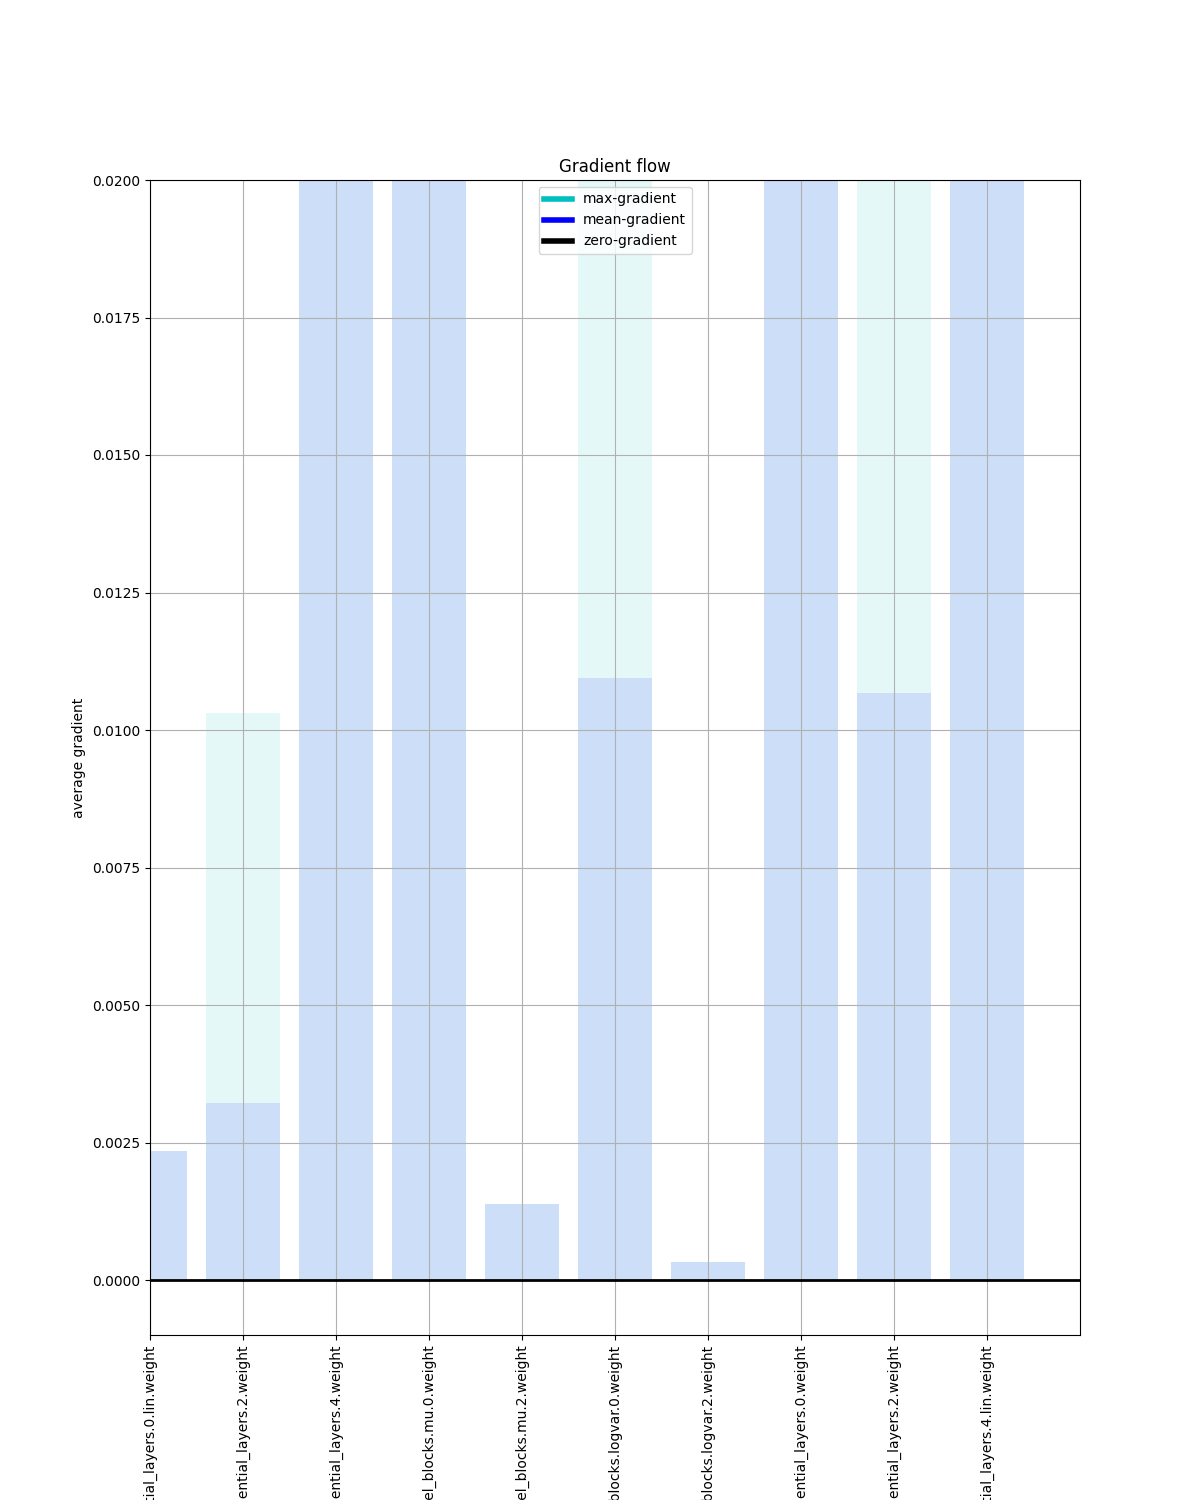 Gradient flow
max-gradient
mean-gradient
zero-gradient
0.0200
0.0175
0.0150
0.0125
0.0100
0.0075
0.0050
0.0025
0.0000
average gradient
tial_layers.0.lin.weight
ential_layers.2.weight
ential_layers.4.weight
el_blocks.mu.0.weight
el_blocks.mu.2.weight
blocks.logvar.0.weight
blocks.logvar.2.weight
ential_layers.0.weight
ential_layers.2.weight
tial_layers.4.lin.weight